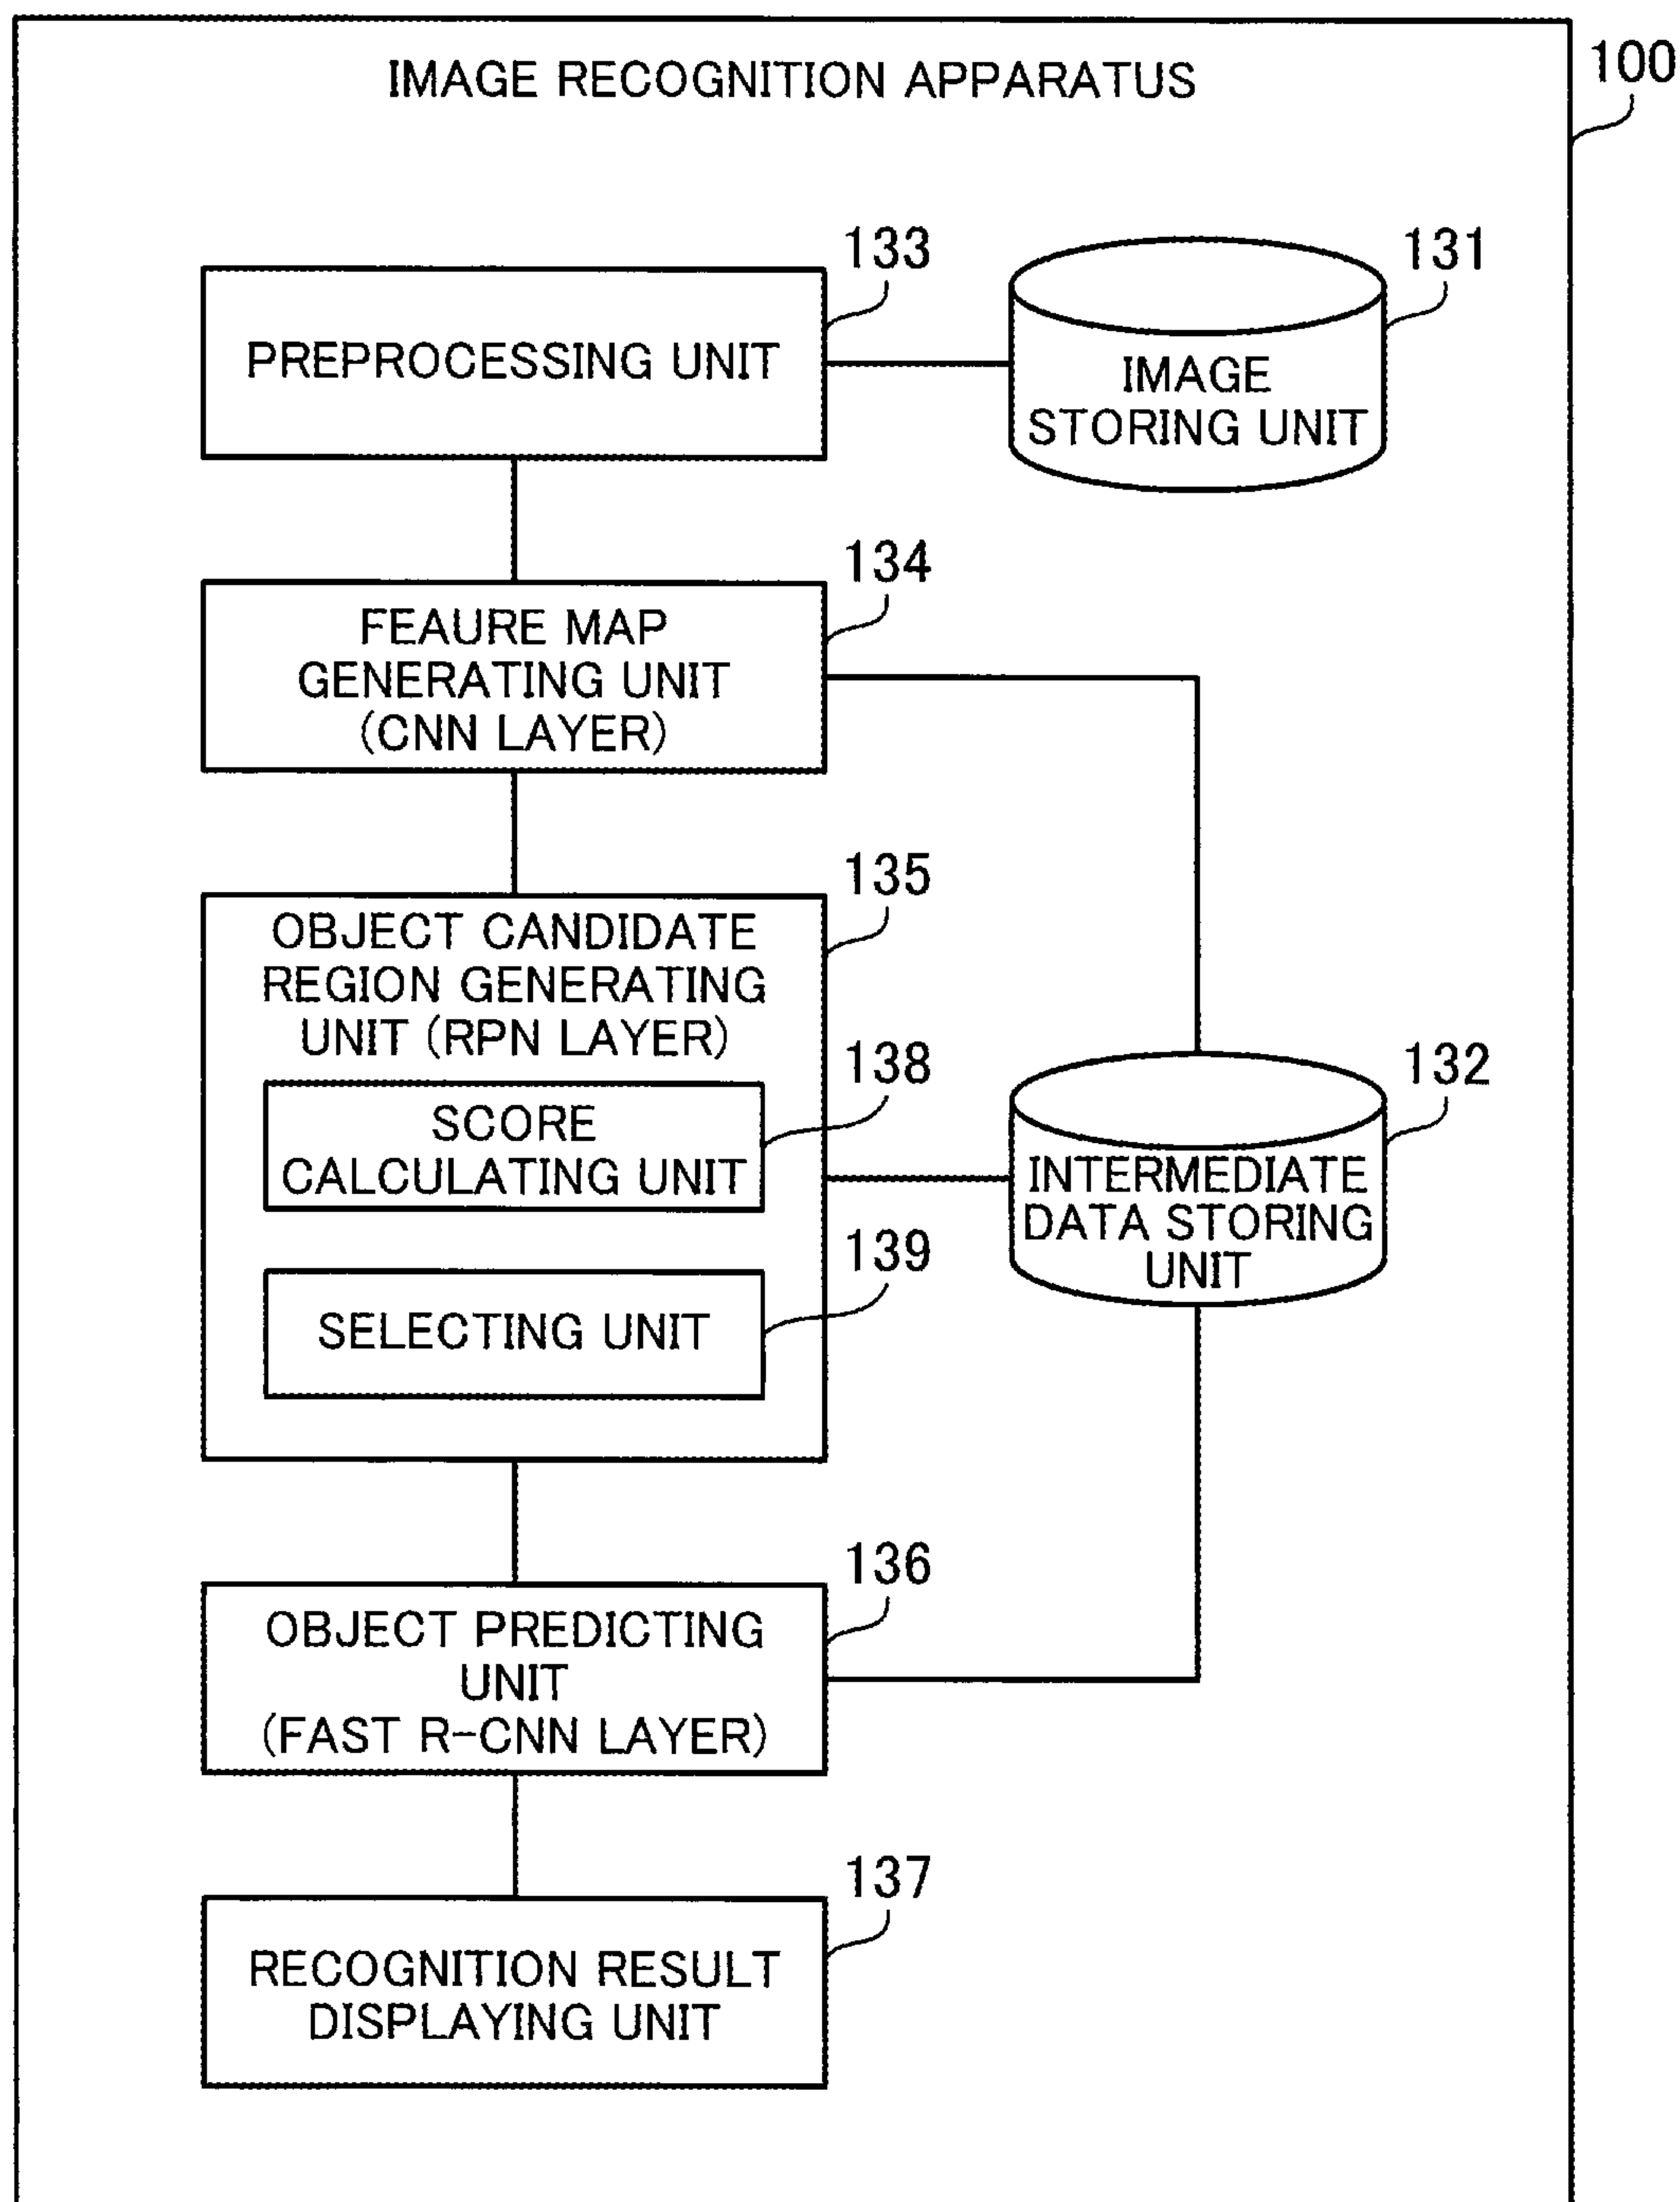 IMAGE RECOGNITION APPARATUS
100
133
PREPROCESSING UNIT
131
IMAGE
STORING UNIT
134
FEAURE MAP
GENERATING UNIT
(CNN LAYER)
135
OBJECT CANDIDATE
REGION GENERATING
UNIT (RPN LAYER)
138
SCORE
CALCULATING UNIT
139
SELECTING UNIT
132
INTERMEDIATE
DATA STORING
UNIT
136
OBJECT PREDICTING
UNIT
(FAST R-CNN LAYER)
137
RECOGNITION RESULT
DISPLAYING UNIT